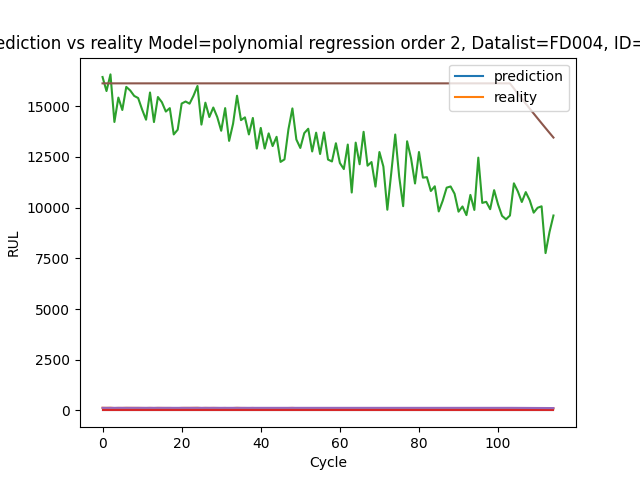 ediction vs reality Model=polynomial regression order 2, Datalist=FD004, ID=
prediction
reality
15000
12500
10000
7500
5000
2500
0
RUL
0 20 40 60 80 100
Cycle